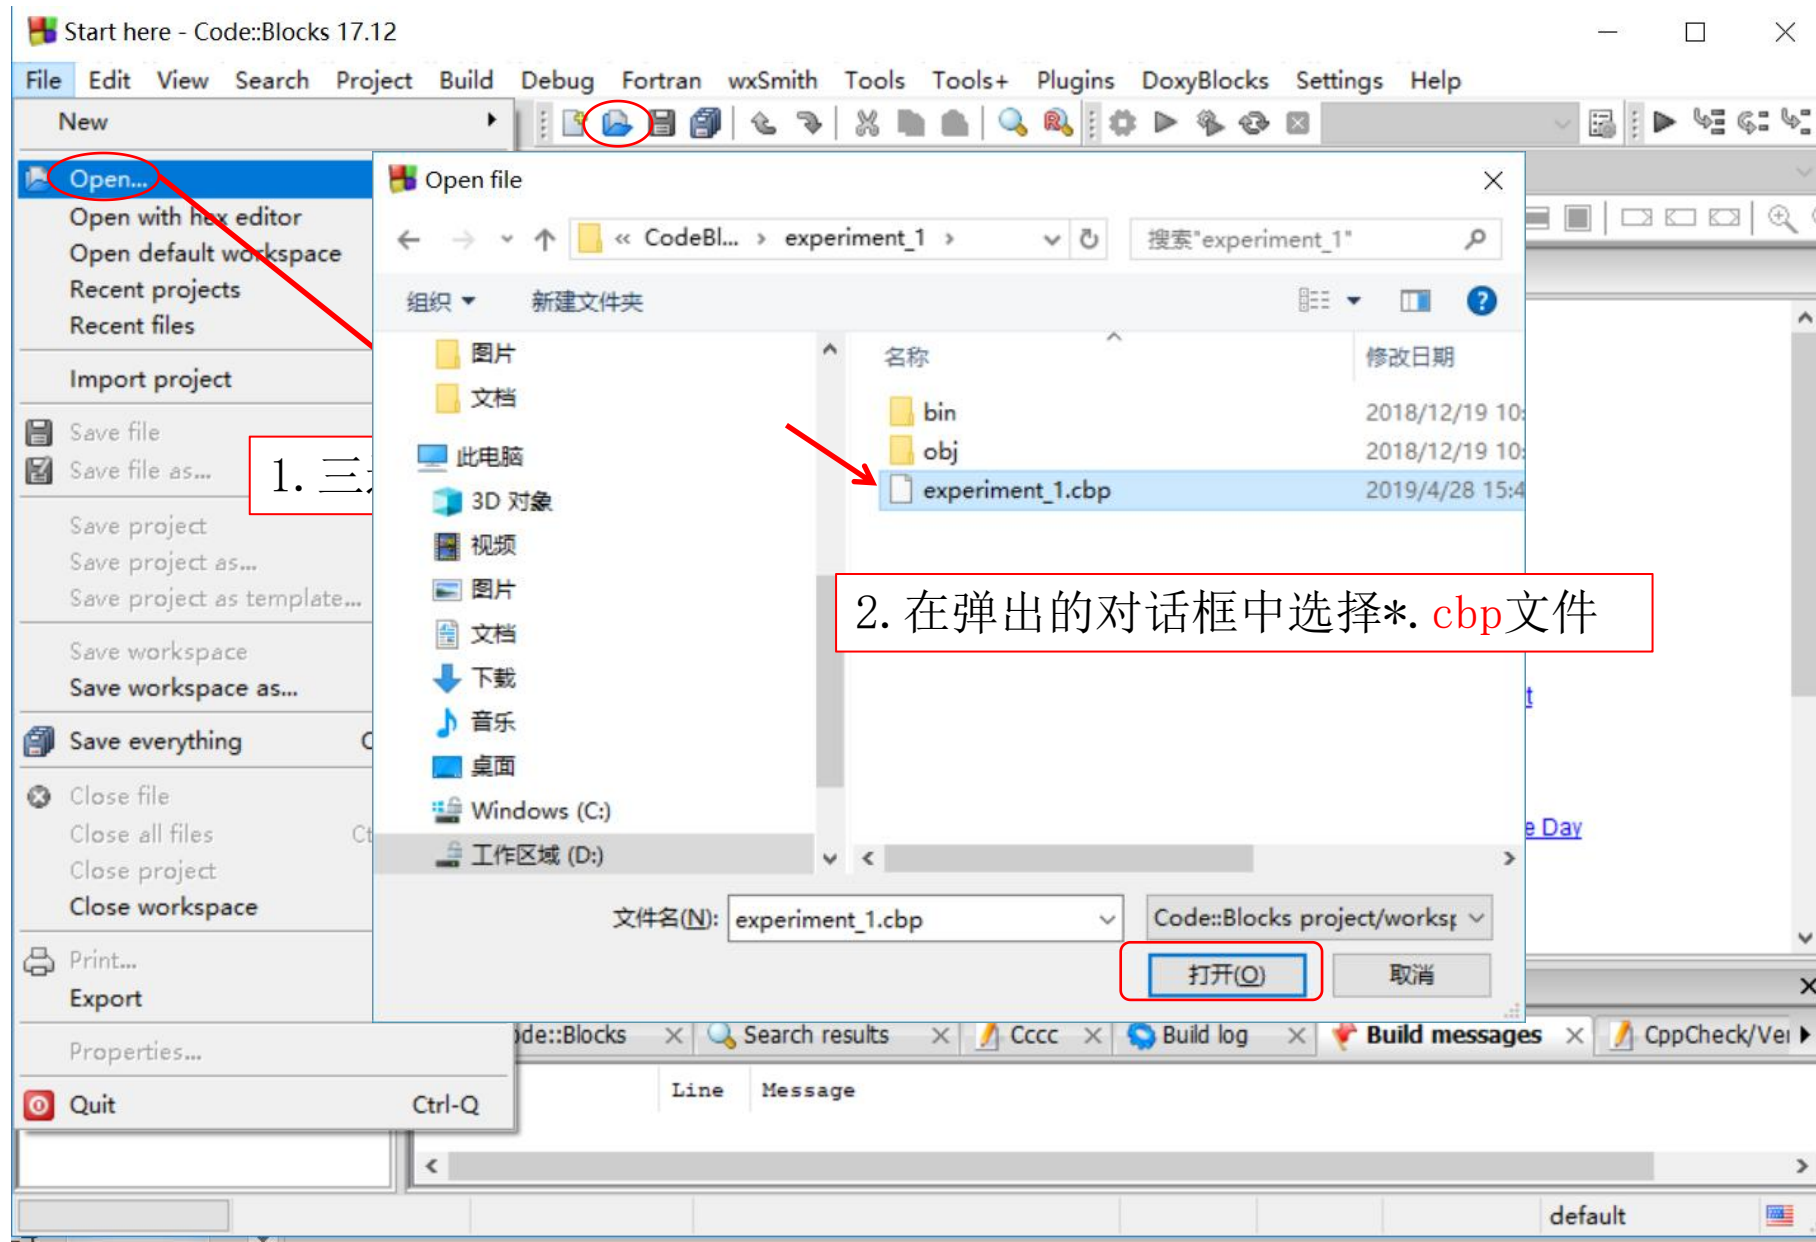 Start here - Code::Blocks 17.12
File Edit View Search Project Build Debug Fortran wxSmith Tools Tools+ Plugins DoxyBlocks Settings Help
New
Open...
Open with hex editor
Open default workspace
Recent projects
Recent files
Import project
Save file
Save file as...
Save project
Save project as...
Save project as template...
Save workspace
Save workspace as...
Save everything
Close file
Close all files
Close project
Close workspace
Print...
Export
Properties...
Quit Ctrl-Q
1. 三
Open file
« CodeBl... › experiment_1 ›
搜索"experiment_1"
组织 新建文件夹
图片
文档
此电脑
3D 对象
视频
图片
文档
下载
音乐
桌面
Windows (C:)
工作区域 (D:)
名称 修改日期
bin 2018/12/19 10:
obj 2018/12/19 10:
experiment_1.cbp 2019/4/28 15:4
2. 在弹出的对话框中选择*. cbp文件
e Day
文件名(N): experiment_1.cbp Code::Blocks project/works
打开(O) 取消
de::Blocks Search results Cccc Build log Build messages CppCheck/Ve
Line Message
default